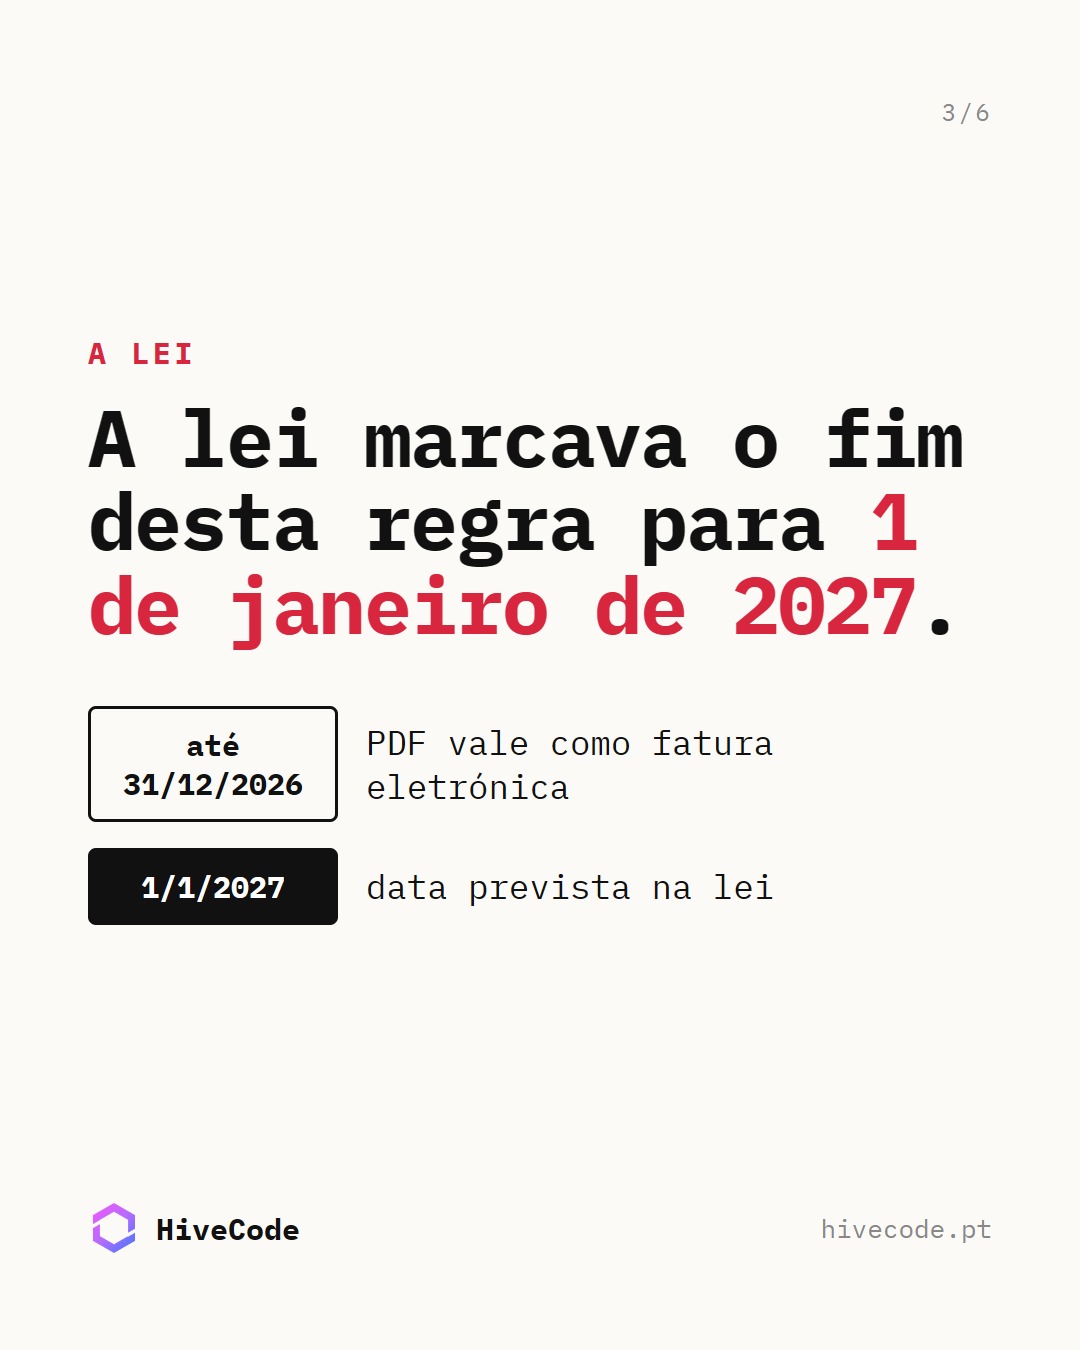 3/6
A LEI
A lei marcava o fim
desta regra para 1
de janeiro de 2027.
até
31/12/2026
PDF vale como fatura
eletrónica
1/1/2027
data prevista na lei
HiveCode
hivecode.pt